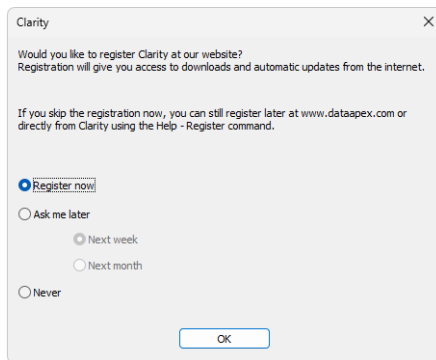 Clarity
Would you like to register Clarity at our website?
Registration will give you access to downloads and automatic updates from the internet.
If you skip the registration now, you can still register later at www.dataapex.com or
directly from Clarity using the Help - Register command.
Register now
Ask me later
Next week
Next month
Never
OK